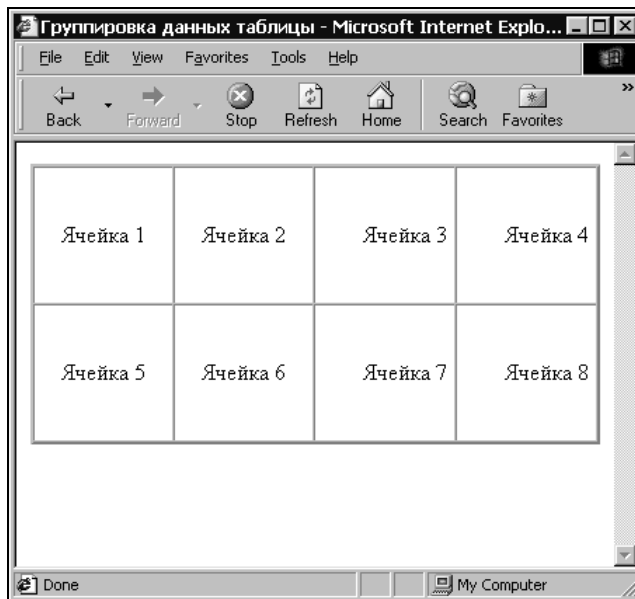 Группировка данных таблицы - Microsoft Internet Explo...
File Edit View Favorites Tools Help
Back Forward Stop Refresh Home Search Favorites »
Ячейка 1 Ячейка 2 Ячейка 3 Ячейка 4
Ячейка 5 Ячейка 6 Ячейка 7 Ячейка 8
Done My Computer